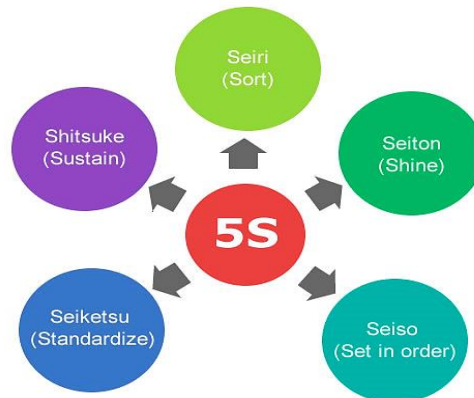 Seiri
(Sort)
Shitsuke
(Sustain)
Seiton
(Shine)
5S
Seiketsu
(Standardize)
Seiso
(Set in order)